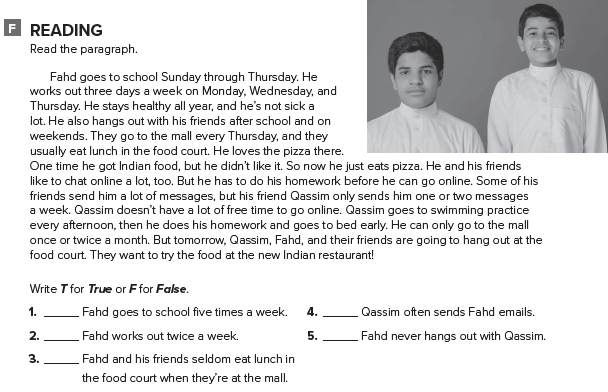 F READING
Read the paragraph.
Fahd goes to school Sunday through Thursday. He
works out three days a week on Monday, Wednesday, and
Thursday. He stays healthy all year, and he's not sick a
lot. He also hangs out with his friends after school and on
weekends. They go to the mall every Thursday, and they
usually eat lunch in the food court. He loves the pizza there.
One time he got Indian food, but he didn't like it. So now he just eats pizza. He and his friends
like to chat online a lot, too. But he has to do his homework before he can go online. Some of his
friends send him a lot of messages, but his friend Qassim only sends him one or two messages
a week. Qassim doesn't have a lot of free time to go online. Qassim goes to swimming practice
every afternoon, then he does his homework and goes to bed early. He can only go to the mall
once or twice a month. But tomorrow, Qassim, Fahd, and their friends are going to hang out at the
food court. They want to try the food at the new Indian restaurant!
Write T for True or F for False.
1. ______ Fahd goes to school five times a week.
2. ______ Fahd works out twice a week.
3. ______ Fahd and his friends seldom eat lunch in
the food court when they're at the mall.
4. ______ Qassim often sends Fahd emails.
5. ______ Fahd never hangs out with Qassim.